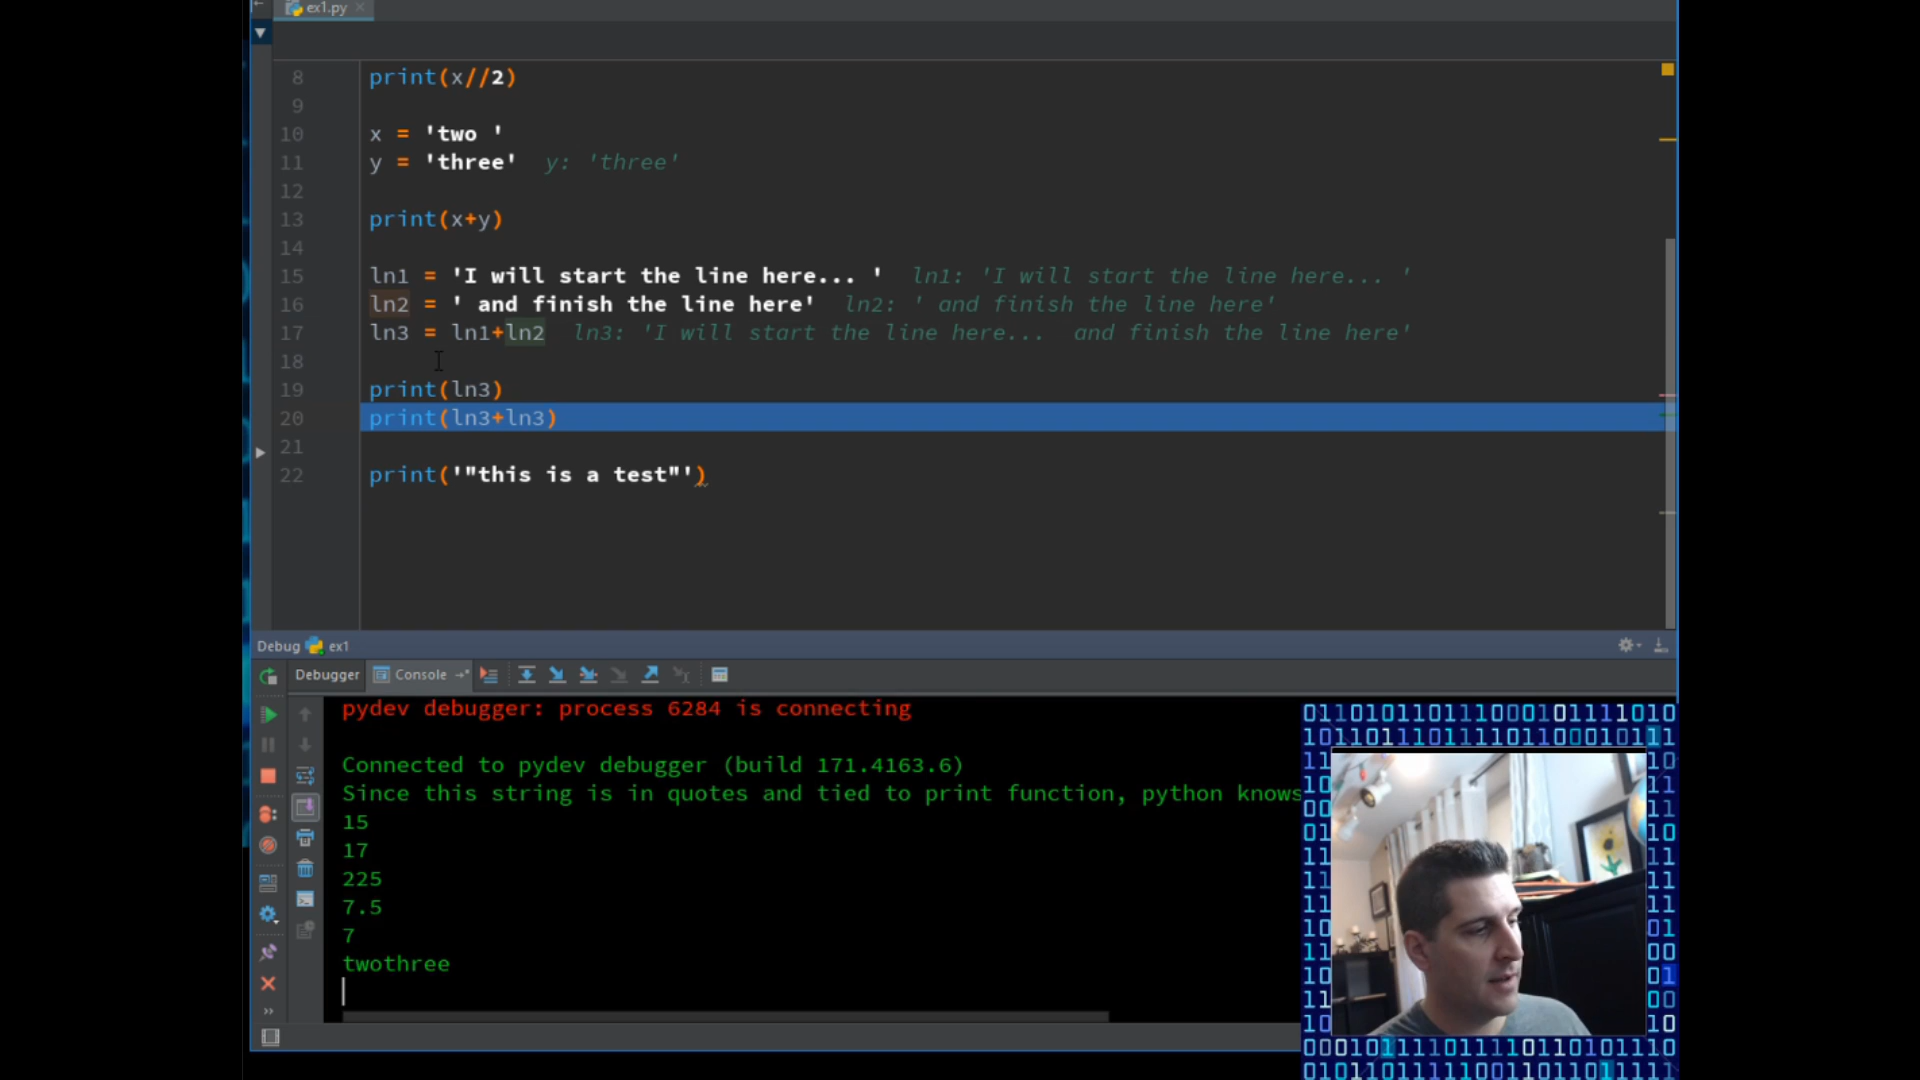 ex1.py
8 print(x//2)
9
10 x = 'two '
11 y = 'three' y: 'three'
12
13 print(x+y)
14
15 ln1 = 'I will start the line here... ' ln1: 'I will start the line here... '
16 ln2 = ' and finish the line here' ln2: ' and finish the line here'
17 ln3 = ln1+ln2 ln3: 'I will start the line here...  and finish the line here'
18
19 print(ln3)
20 print(ln3+ln3)
21
22 print('"this is a test"')
Debug ex1
Debugger Console
pydev debugger: process 6284 is connecting
Connected to pydev debugger (build 171.4163.6)
Since this string is in quotes and tied to print function, python knows
15
17
225
7.5
7
twothree